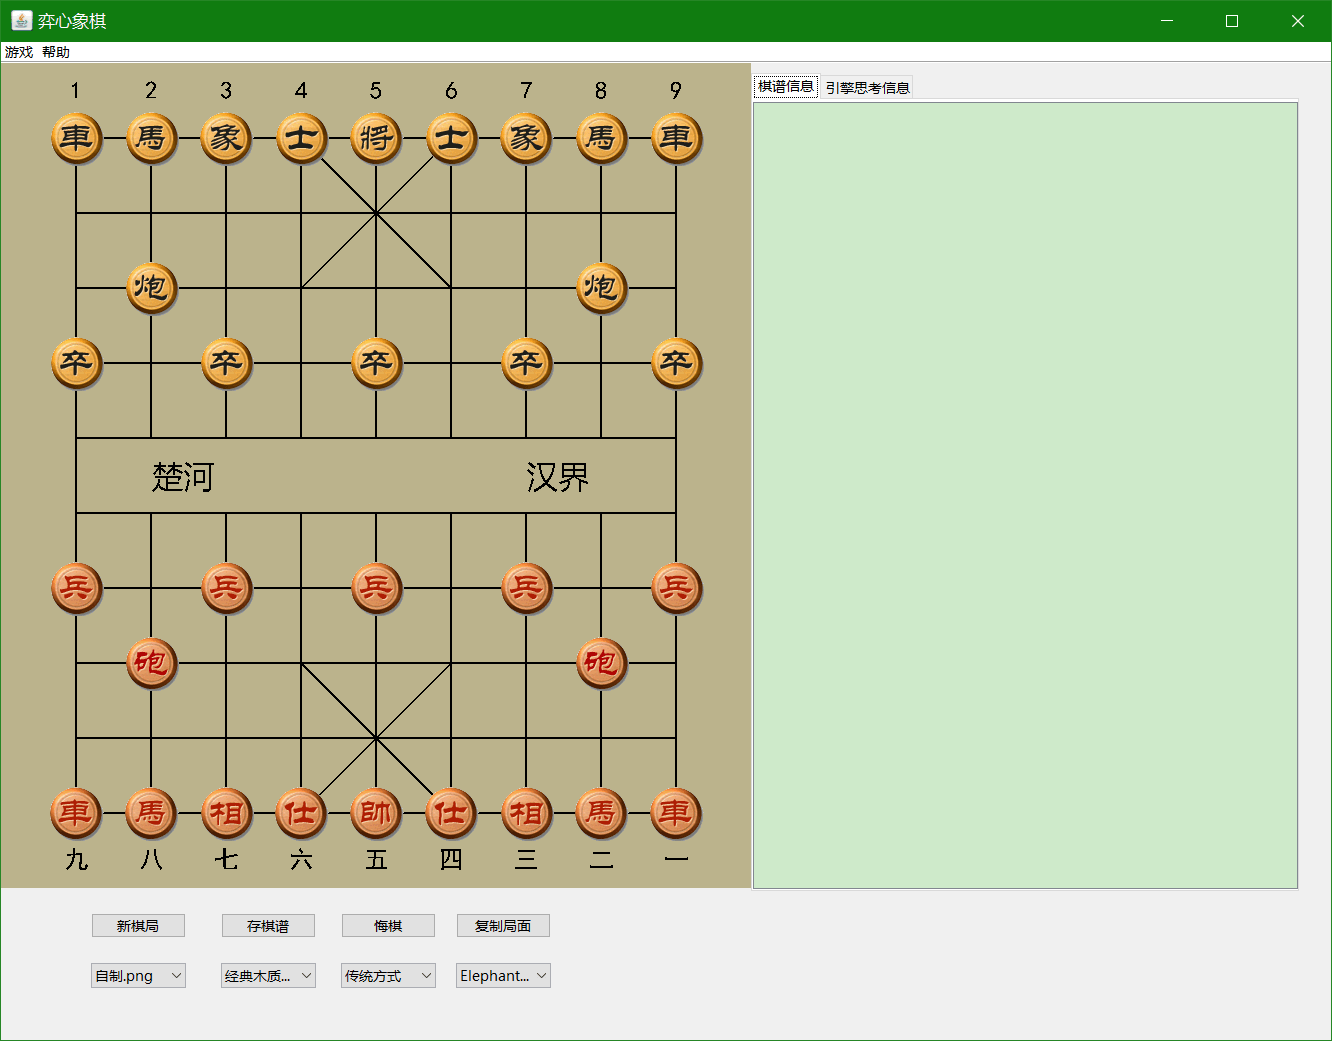 弈心象棋
游戏 帮助
1 2 3 4 5 6 7 8 9
棋谱信息 引擎思考信息
車 馬 象 士 將 士 象 馬 車
炮 炮
卒 卒 卒 卒 卒
楚河 汉界
兵 兵 兵 兵 兵
砲 砲
車 馬 相 仕 帥 仕 相 馬 車
九 八 七 六 五 四 三 二 一
新棋局 存棋谱 悔棋 复制局面
自制.png 经典木质... 传统方式 Elephant...